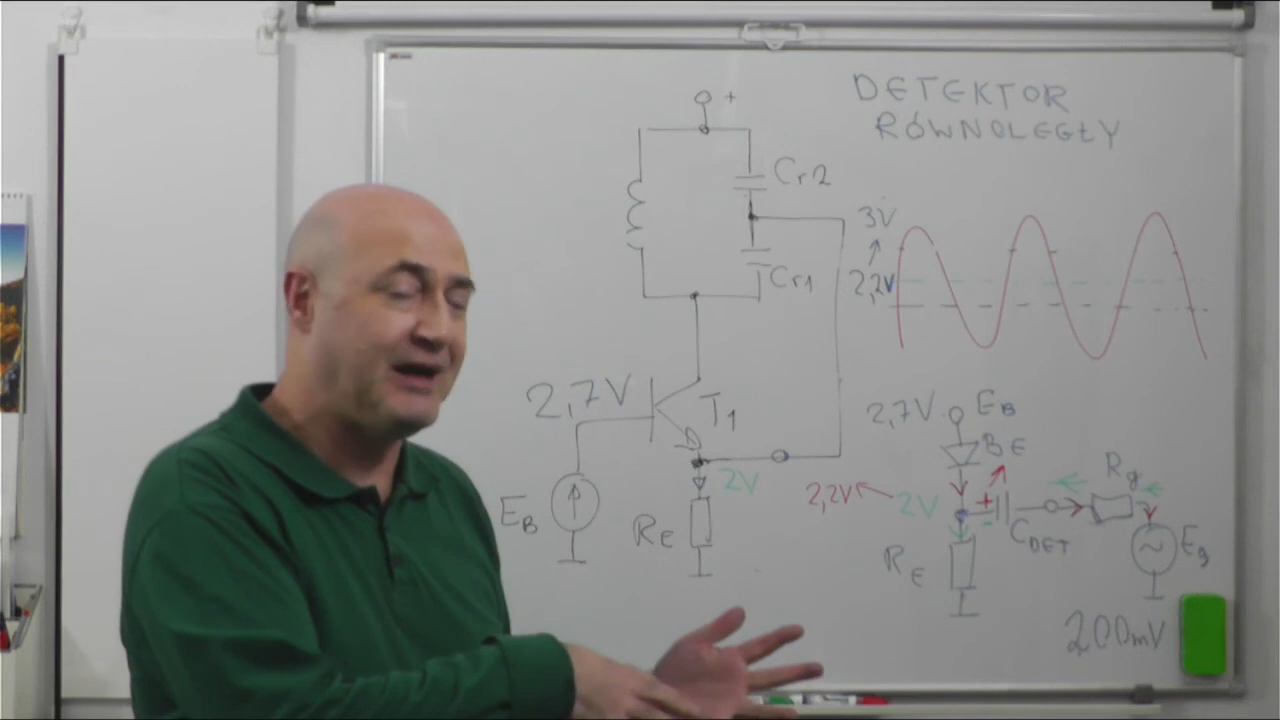 DETEKTOR
RÓWNOLEGŁY
+
Cr2
Cr1
3V
2,2V
2,7V
T1
2V
EB
RE
2,7V EB
BE
Rg
2,2V
2V
+
-
CDET
RE
Eg
200mV